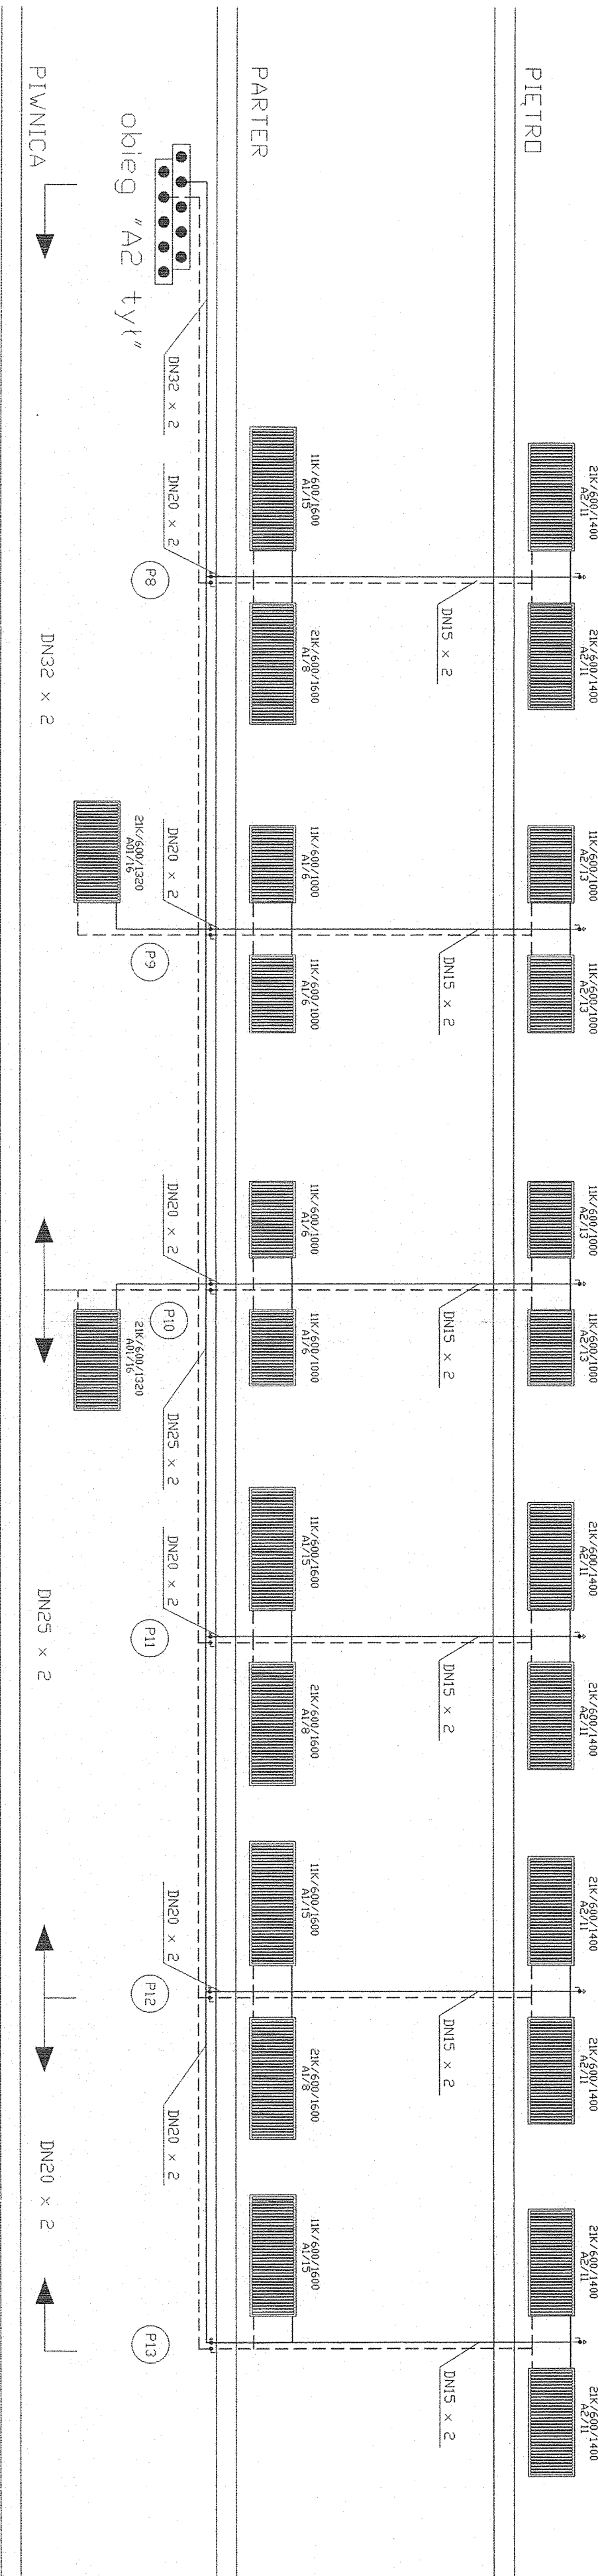 PIĘTRO
21K/600/1400
A2/11
21K/600/1400
A2/11
11K/600/1000
A2/13
11K/600/1000
A2/13
11K/600/1000
A2/13
11K/600/1000
A2/13
21K/600/1400
A2/11
21K/600/1400
A2/11
21K/600/1400
A2/11
21K/600/1400
A2/11
21K/600/1400
A2/11
21K/600/1400
A2/11
DN15 x 2
DN15 x 2
DN15 x 2
DN15 x 2
DN15 x 2
DN15 x 2
PARTER
11K/600/1600
A1/15
21K/600/1600
A1/8
11K/600/1000
A1/6
11K/600/1000
A1/6
11K/600/1000
A1/6
11K/600/1000
A1/6
11K/600/1600
A1/15
21K/600/1600
A1/8
11K/600/1600
A1/15
21K/600/1600
A1/8
11K/600/1600
A1/15
DN32 x 2
DN20 x 2
DN20 x 2
DN20 x 2
DN25 x 2
DN20 x 2
DN20 x 2
DN20 x 2
obieg "A2 tył"
P8
P9
P10
P11
P12
P13
21K/600/1320
A01/16
21K/600/1320
A01/16
PIWNICA
DN32 x 2
DN25 x 2
DN20 x 2